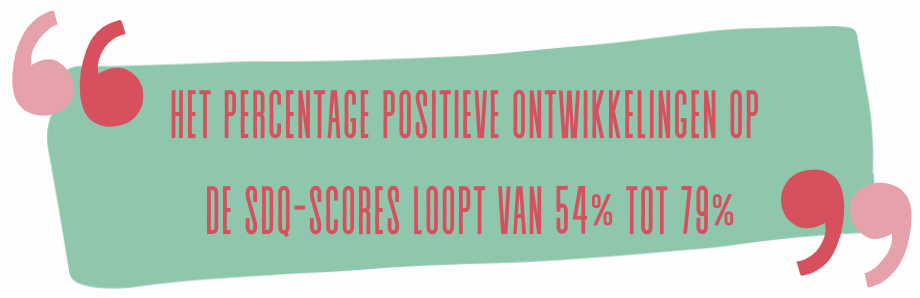 HET PERCENTAGE POSITIEVE ONTWIKKELINGEN OP
DE SDQ-SCORES LOOPT VAN 54% TOT 79%